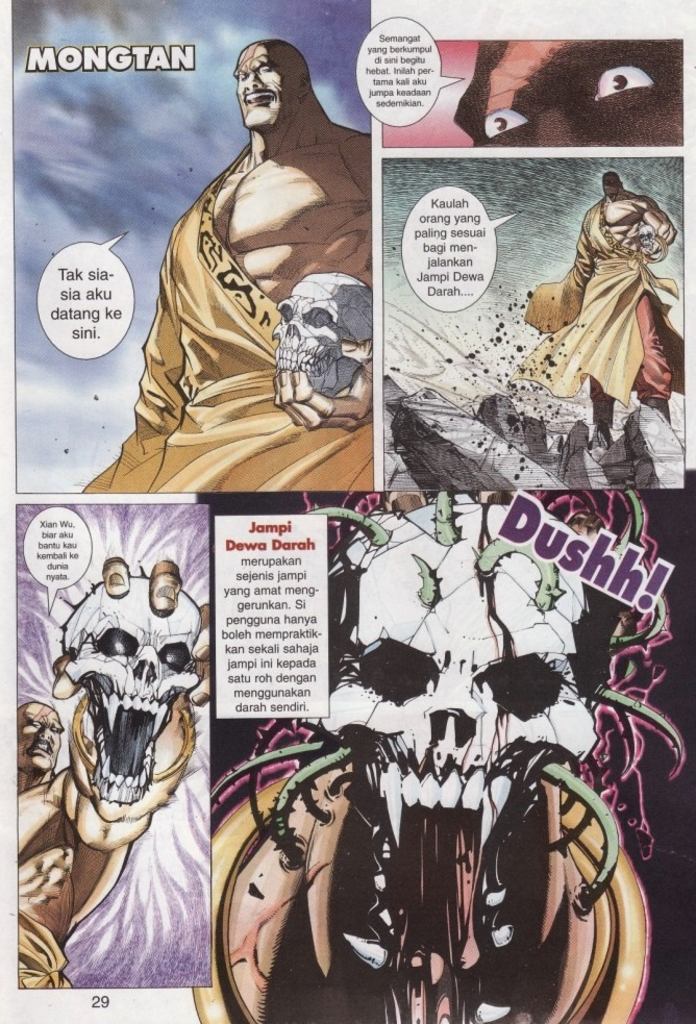 MONGTAN
Tak sia-
sia aku
datang ke
sini.
Semangat
yang berkumpul
di sini begitu
hebat. Inilah per-
tama kali aku
jumpa keadaan
sedemikian.
Kaulah
orang yang
paling sesuai
bagi men-
jalankan
Jampi Dewa
Darah....
Xian Wu,
biar aku
bantu kau
kembali ke
dunia
nyata.
Jampi
Dewa Darah
merupakan
sejenis jampi
yang amat meng-
gerunkan. Si
pengguna hanya
boleh mempraktik-
kan sekali sahaja
jampi ini kepada
satu roh dengan
menggunakan
darah sendiri.
Dushh!
29